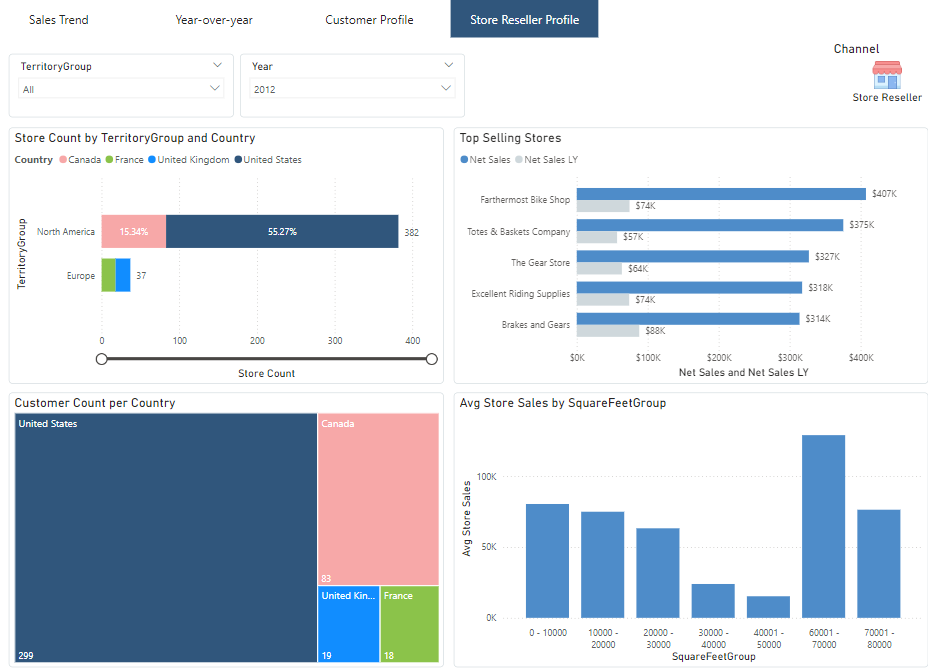 Sales Trend
Year-over-year
Customer Profile
Store Reseller Profile
Channel
Store Reseller
TerritoryGroup
All
Year
2012
Store Count by TerritoryGroup and Country
Country Canada France United Kingdom United States
TerritoryGroup
North America 15.34% 55.27% 382
Europe 37
0 100 200 300 400
Store Count
Top Selling Stores
Net Sales Net Sales LY
Farthermost Bike Shop $407K
$74K
Totes & Baskets Company $375K
$57K
The Gear Store $327K
$64K
Excellent Riding Supplies $318K
$74K
Brakes and Gears $314K
$88K
$0K $100K $200K $300K $400K
Net Sales and Net Sales LY
Customer Count per Country
United States
299
Canada
83
United Kin...
19
France
18
Avg Store Sales by SquareFeetGroup
Avg Store Sales
100K
50K
0K
0 - 10000
10000 -
20000
20000 -
30000
30000 -
40000
40001 -
50000
60001 -
70000
70001 -
80000
SquareFeetGroup